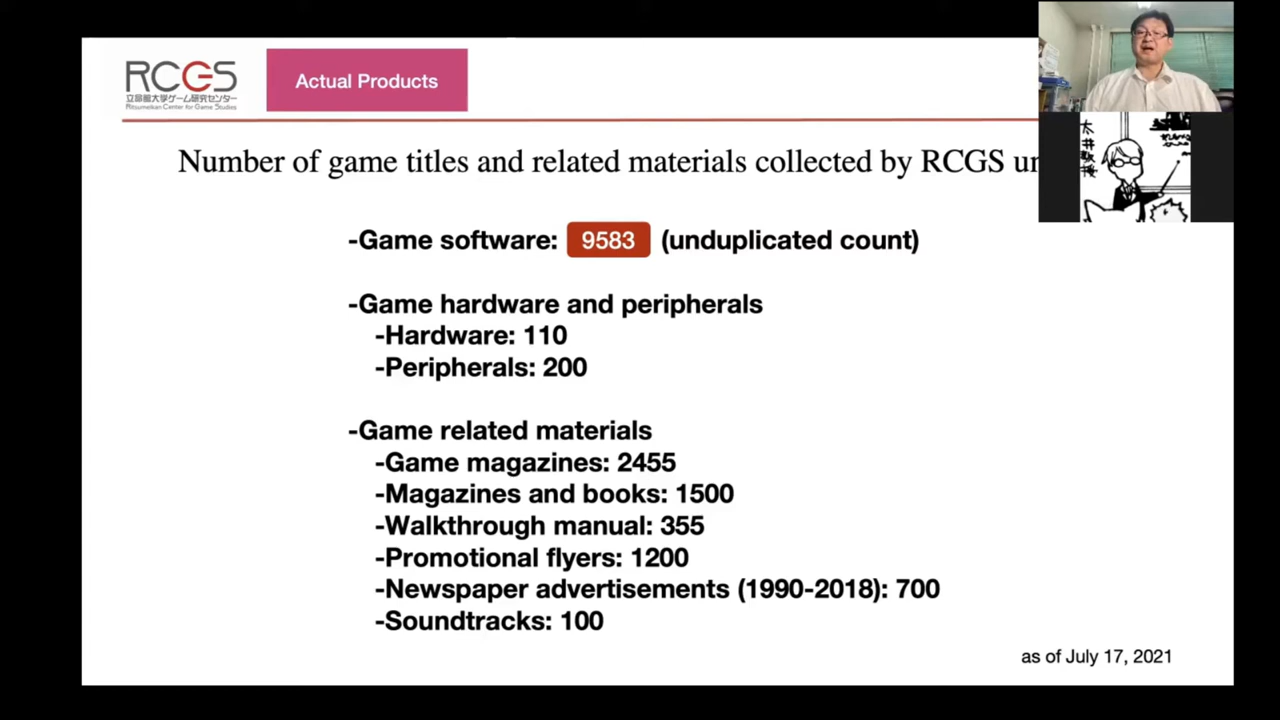 RCGS
立命館大学ゲーム研究センター
Ritsumeikan Center for Game Studies
Actual Products
Number of game titles and related materials collected by RCGS
-Game software: 9583 (unduplicated count)
-Game hardware and peripherals
-Hardware: 110
-Peripherals: 200
-Game related materials
-Game magazines: 2455
-Magazines and books: 1500
-Walkthrough manual: 355
-Promotional flyers: 1200
-Newspaper advertisements (1990-2018): 700
-Soundtracks: 100
as of July 17, 2021